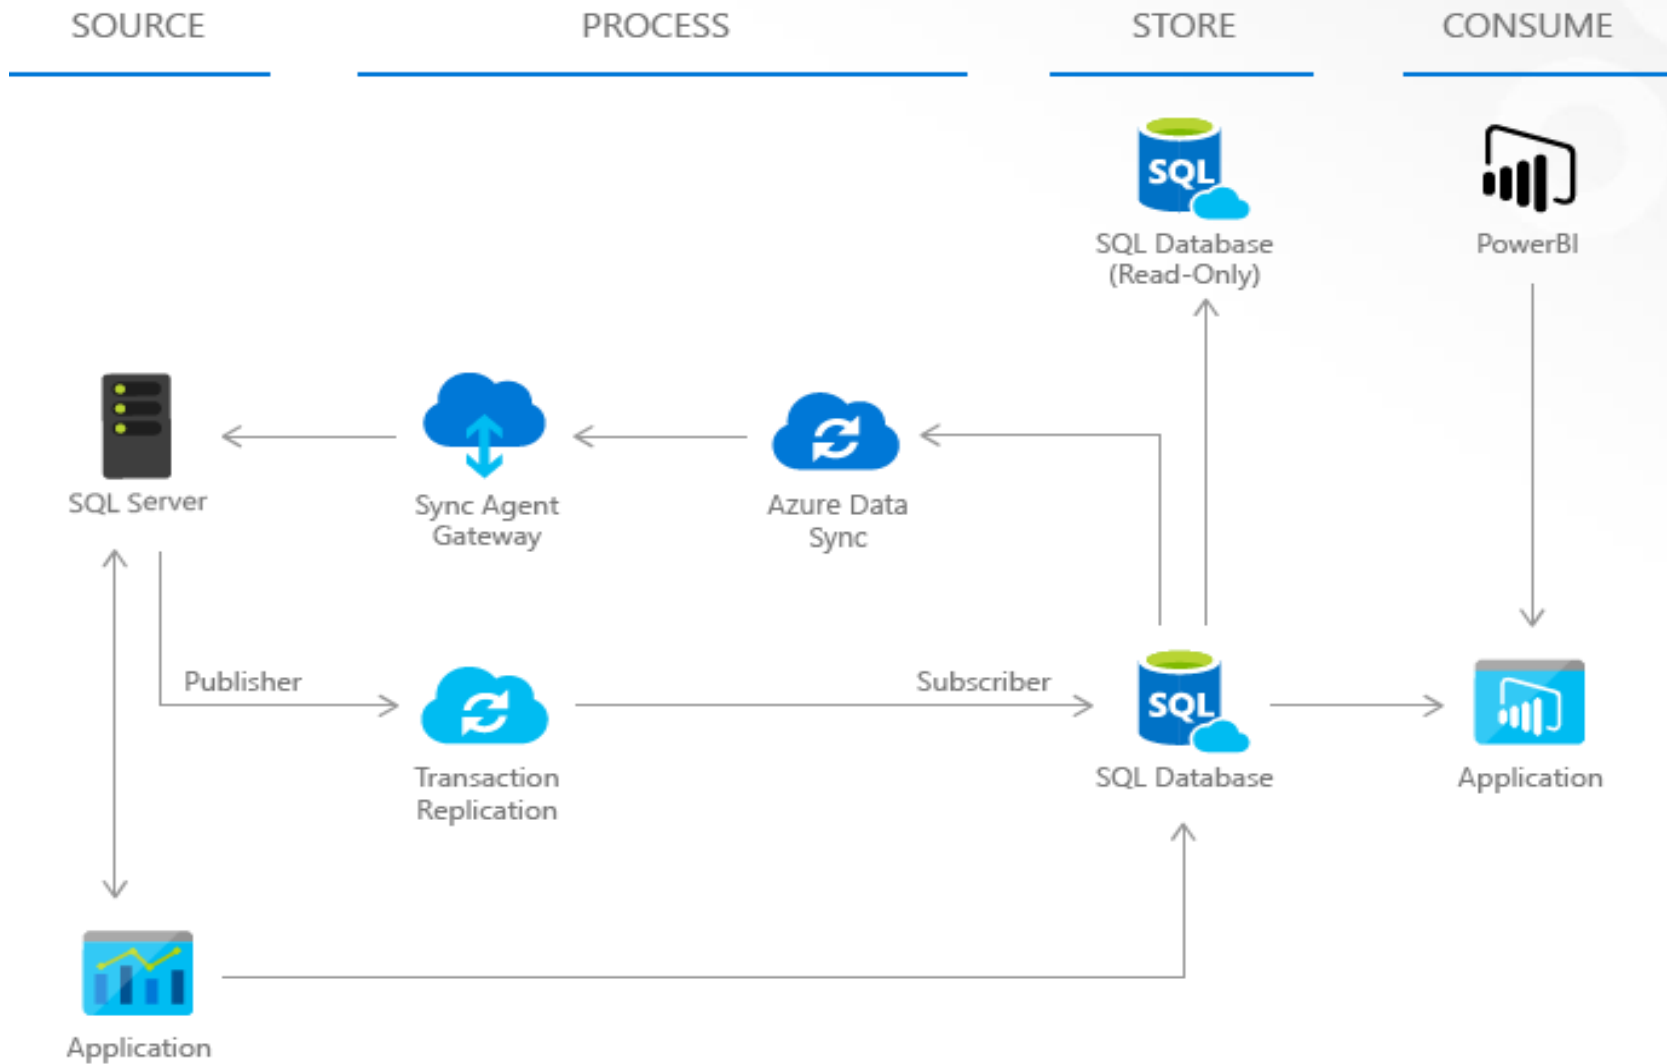 SOURCE
PROCESS
STORE
CONSUME
SQL
SQL Database
(Read-Only)
PowerBI
SQL Server
Sync Agent
Gateway
Azure Data
Sync
Publisher
Transaction
Replication
Subscriber
SQL
SQL Database
Application
Application